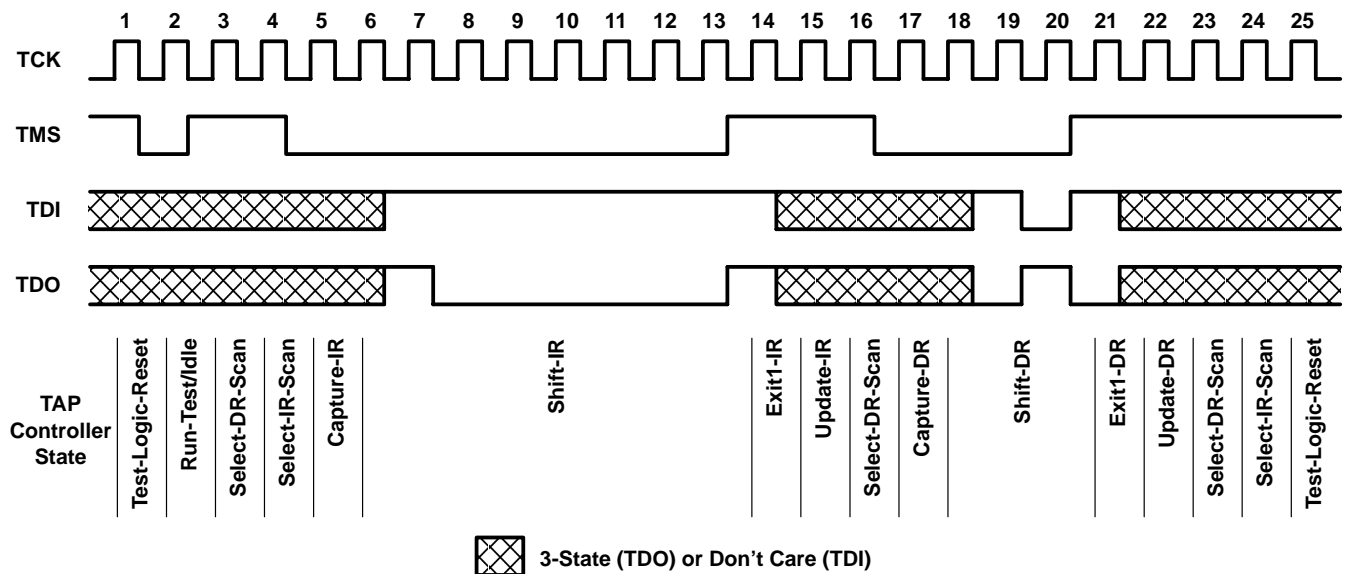 1 2 3 4 5 6 7 8 9 10 11 12 13 14 15 16 17 18 19 20 21 22 23 24 25
TCK
TMS
TDI
TDO
TAP
Controller
State
Test-Logic-Reset
Run-Test/Idle
Select-DR-Scan
Select-IR-Scan
Capture-IR
Shift-IR
Exit1-IR
Update-IR
Select-DR-Scan
Capture-DR
Shift-DR
Exit1-DR
Update-DR
Select-DR-Scan
Select-IR-Scan
Test-Logic-Reset
3-State (TDO) or Don’t Care (TDI)